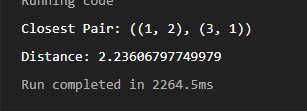 Running code
Closest Pair: ((1, 2), (3, 1))
Distance: 2.23606797749979
Run completed in 2264.5ms